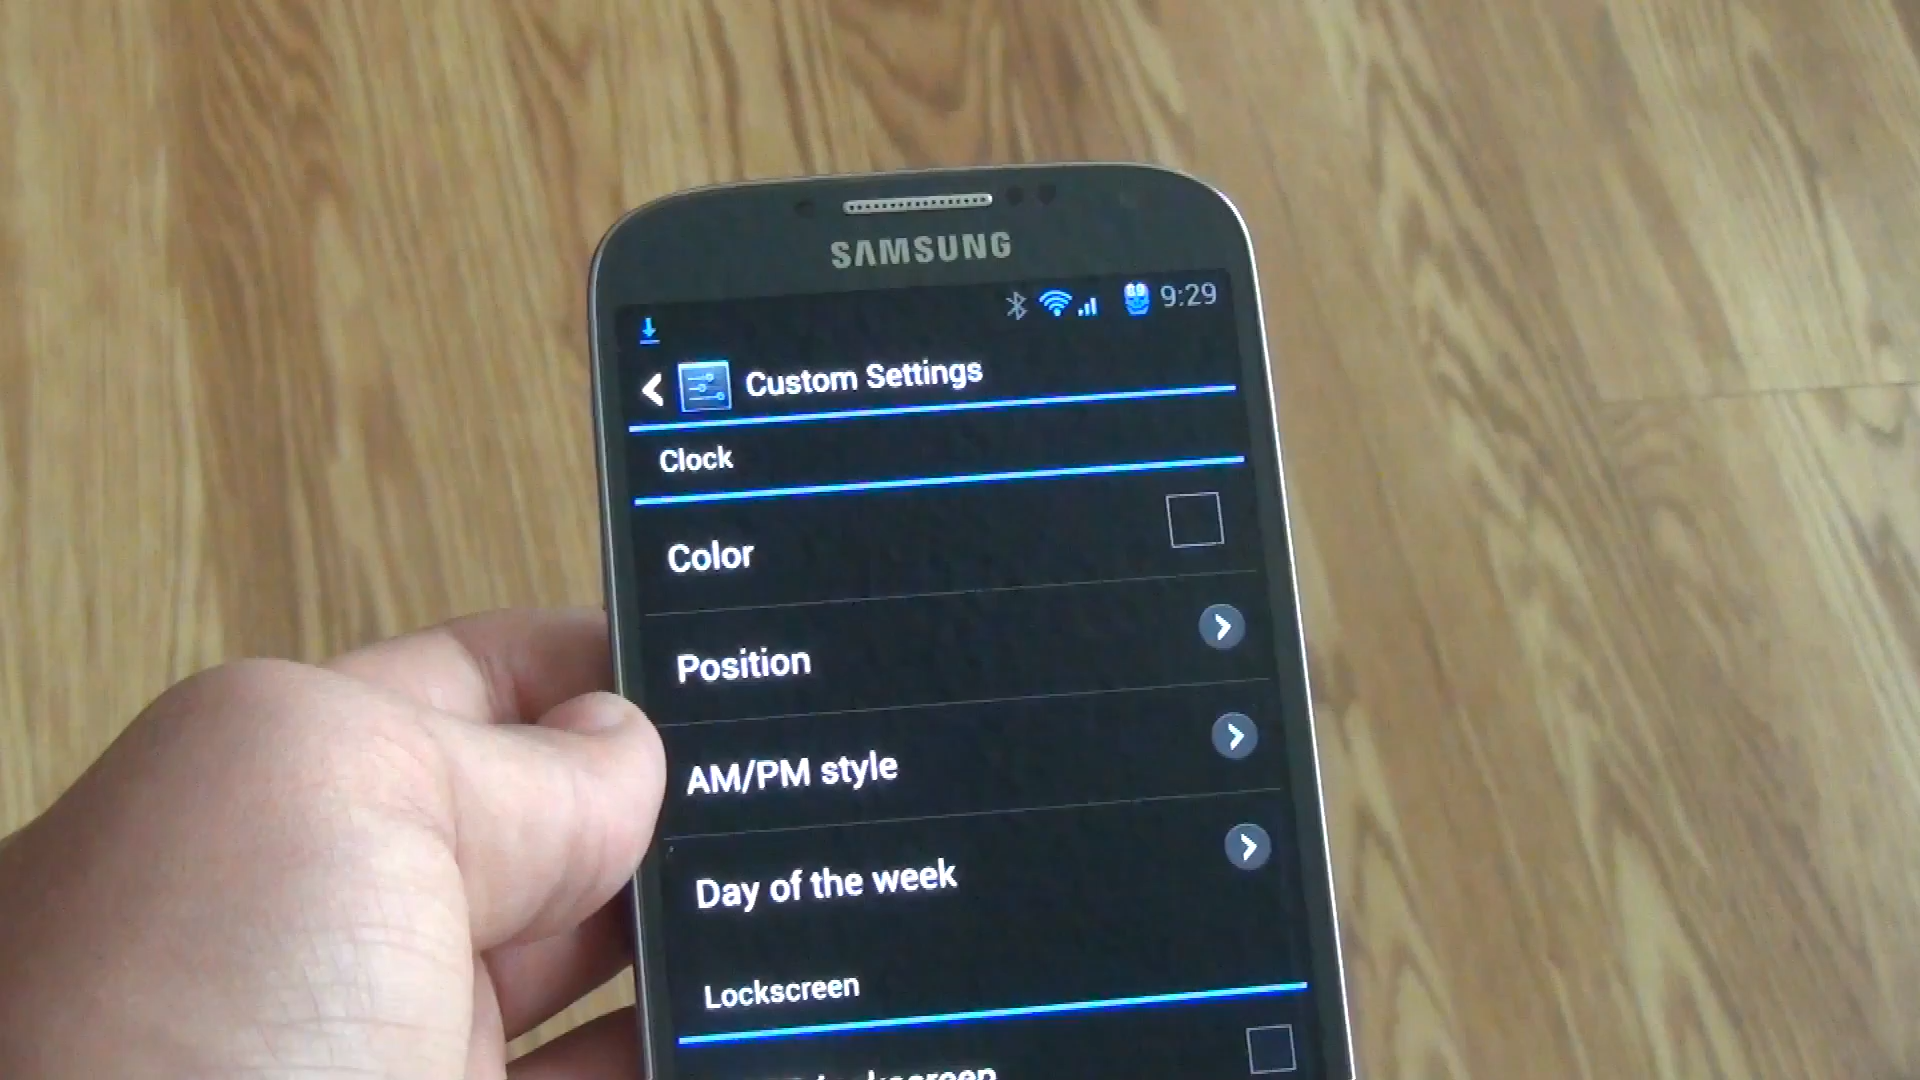 SAMSUNG
9:29
Custom Settings
Clock
Color
Position
AM/PM style
Day of the week
Lockscreen